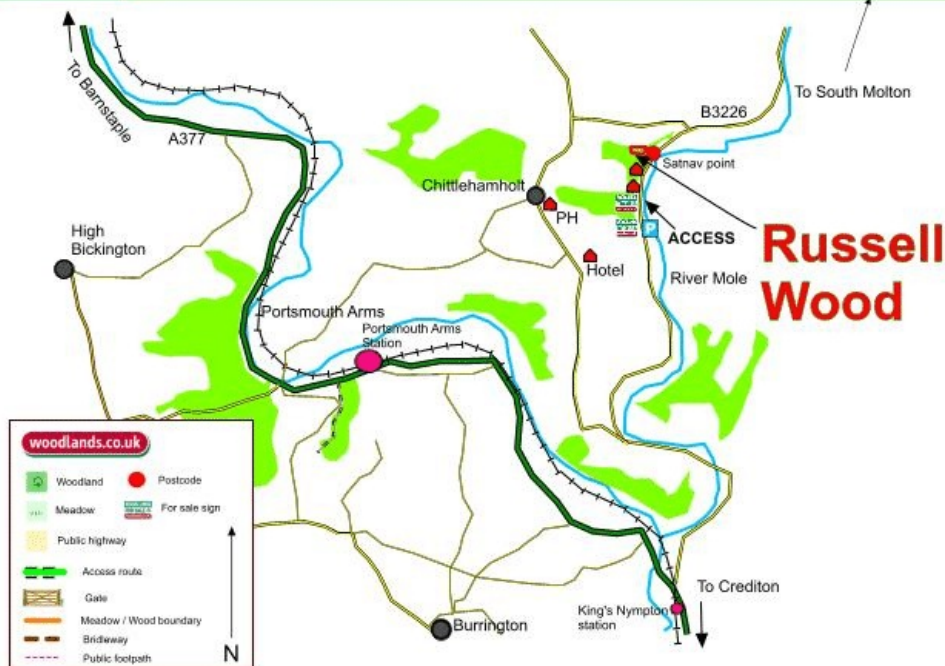 To South Molton
B3226
To Barnstaple
A377
Satnav point
Chittlehamholt
PH
ACCESS
High
Bickington
Hotel
River Mole
Russell
Wood
Portsmouth Arms
Portsmouth Arms
Station
P
woodlands.co.uk
Woodland
Postcode
Meadow
For sale sign
Public highway
Access route
Gate
Meadow / Wood boundary
Bridleway
Public footpath
N
Burrington
King's Nympton
station
To Crediton